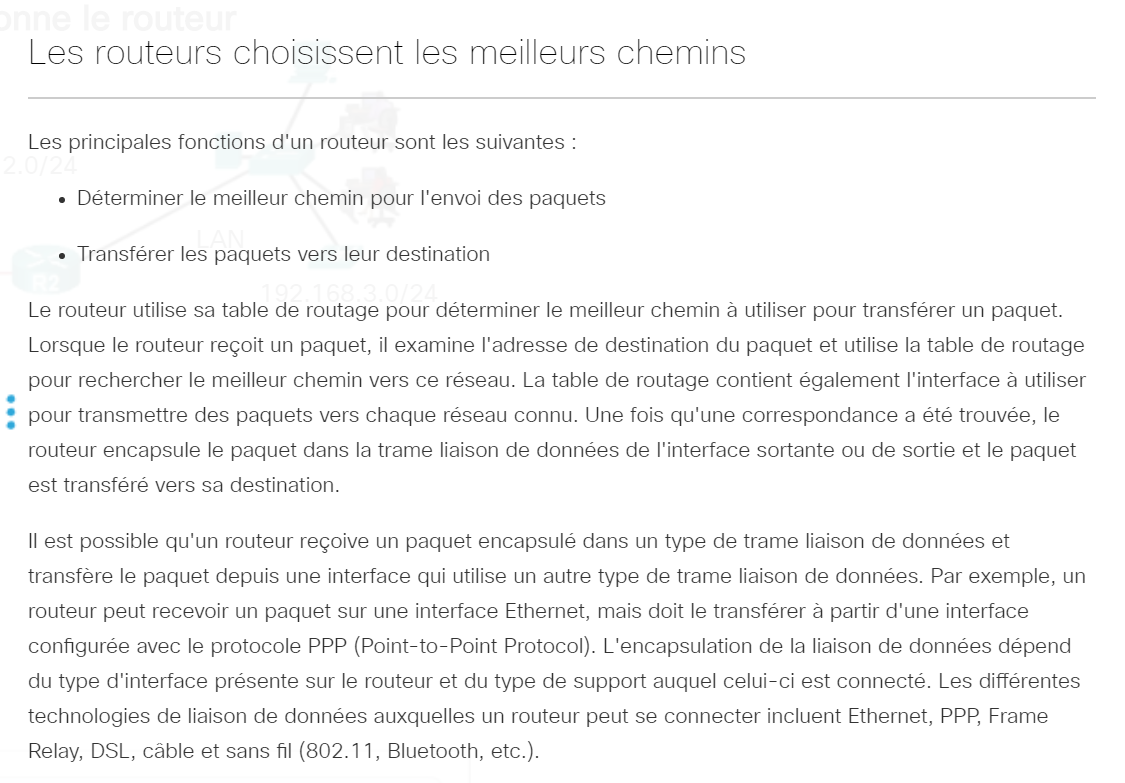 onne le routeur
Les routeurs choisissent les meilleurs chemins
Les principales fonctions d'un routeur sont les suivantes :
2.0/24
• Déterminer le meilleur chemin pour l'envoi des paquets
LAN
• Transférer les paquets vers leur destination
R2
192.168.3.0/24
Le routeur utilise sa table de routage pour déterminer le meilleur chemin à utiliser pour transférer un paquet.
Lorsque le routeur reçoit un paquet, il examine l'adresse de destination du paquet et utilise la table de routage
pour rechercher le meilleur chemin vers ce réseau. La table de routage contient également l'interface à utiliser
pour transmettre des paquets vers chaque réseau connu. Une fois qu'une correspondance a été trouvée, le
routeur encapsule le paquet dans la trame liaison de données de l'interface sortante ou de sortie et le paquet
est transféré vers sa destination.
Il est possible qu'un routeur reçoive un paquet encapsulé dans un type de trame liaison de données et
transfère le paquet depuis une interface qui utilise un autre type de trame liaison de données. Par exemple, un
routeur peut recevoir un paquet sur une interface Ethernet, mais doit le transférer à partir d'une interface
configurée avec le protocole PPP (Point-to-Point Protocol). L'encapsulation de la liaison de données dépend
du type d'interface présente sur le routeur et du type de support auquel celui-ci est connecté. Les différentes
technologies de liaison de données auxquelles un routeur peut se connecter incluent Ethernet, PPP, Frame
Relay, DSL, câble et sans fil (802.11, Bluetooth, etc.).